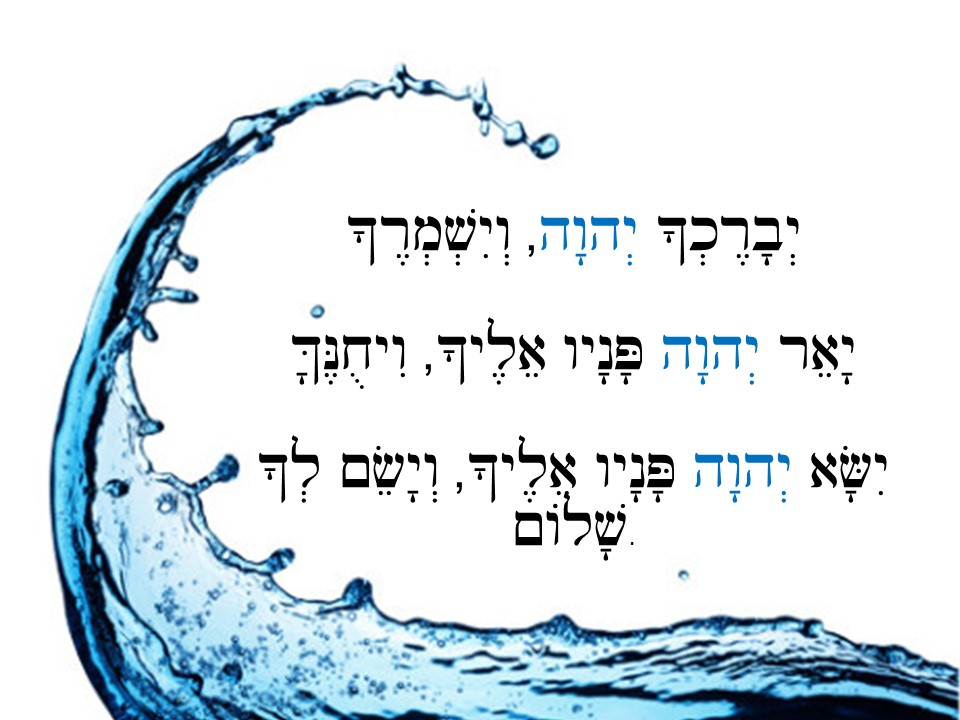 יְבָרֶכְךָ יְהוָה, וְיִשְׁמְרֶךָ
יָאֵר יְהוָה פָּנָיו אֵלֶיךָ, וִיחֻנֶּךָּ
יִשָּׂא יְהוָה פָּנָיו אֵלֶיךָ, וְיָשֵׂם לְךָ
שָׁלוֹם.